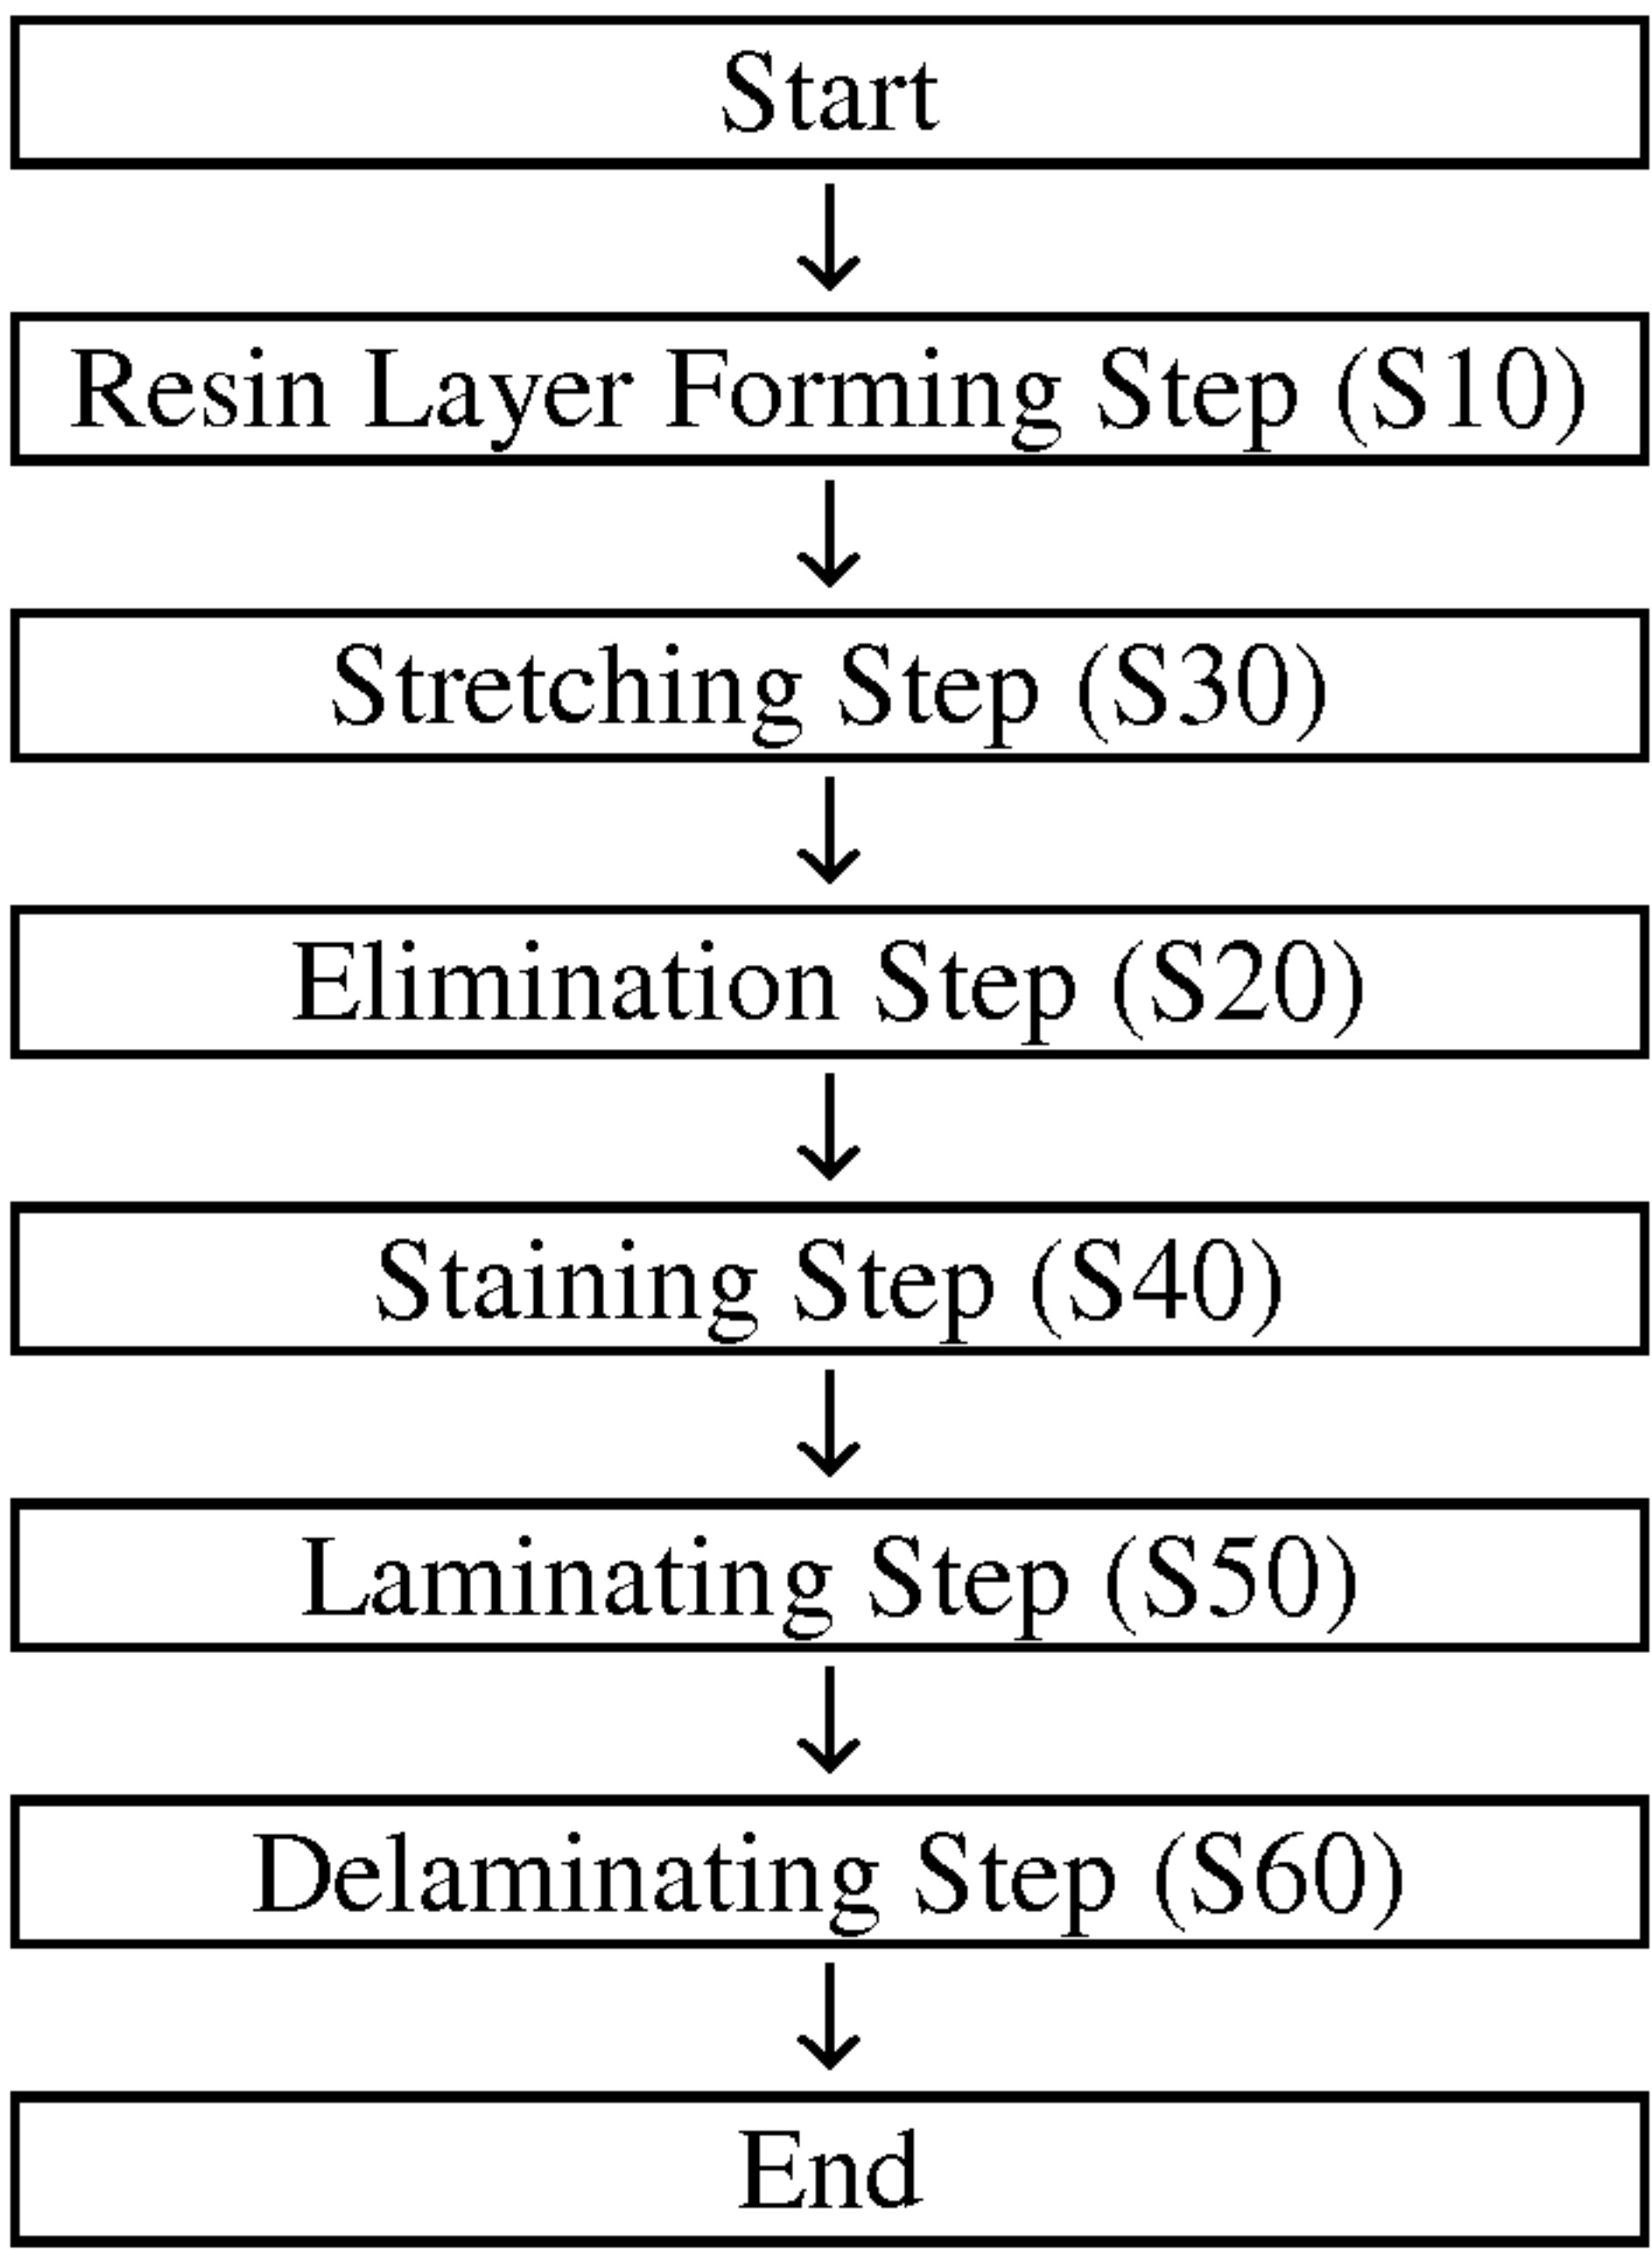 Start
Resin Layer Forming Step (S10)
Stretching Step (S30)
Elimination Step (S20)
Staining Step (S40)
Laminating Step (S50)
Delaminating Step (S60)
End